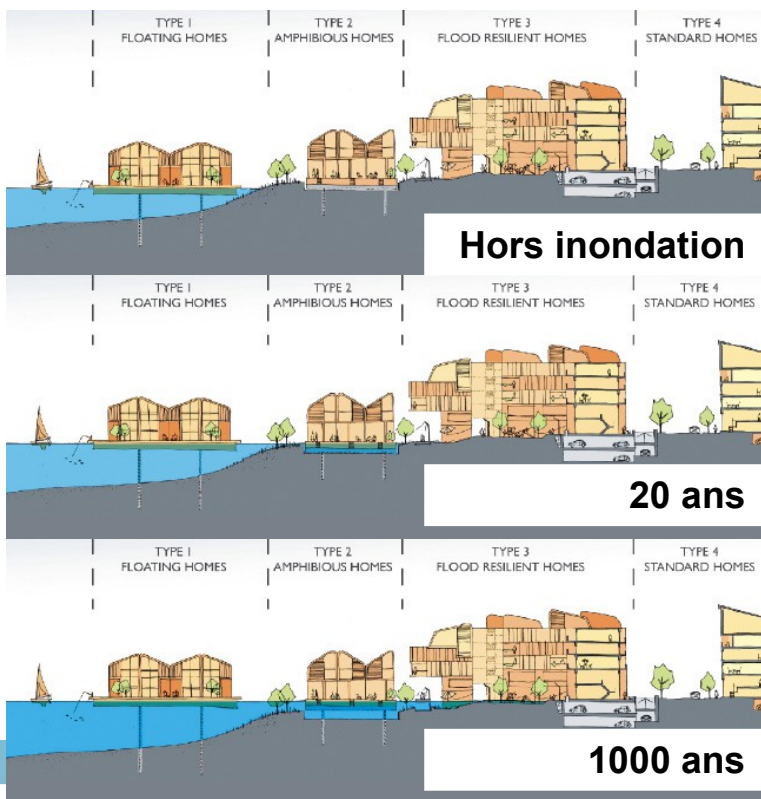 TYPE 1
FLOATING HOMES
TYPE 2
AMPHIBIOUS HOMES
TYPE 3
FLOOD RESILIENT HOMES
TYPE 4
STANDARD HOMES
Hors inondation
TYPE 1
FLOATING HOMES
TYPE 2
AMPHIBIOUS HOMES
TYPE 3
FLOOD RESILIENT HOMES
TYPE 4
STANDARD HOMES
20 ans
TYPE 1
FLOATING HOMES
TYPE 2
AMPHIBIOUS HOMES
TYPE 3
FLOOD RESILIENT HOMES
TYPE 4
STANDARD HOMES
1000 ans